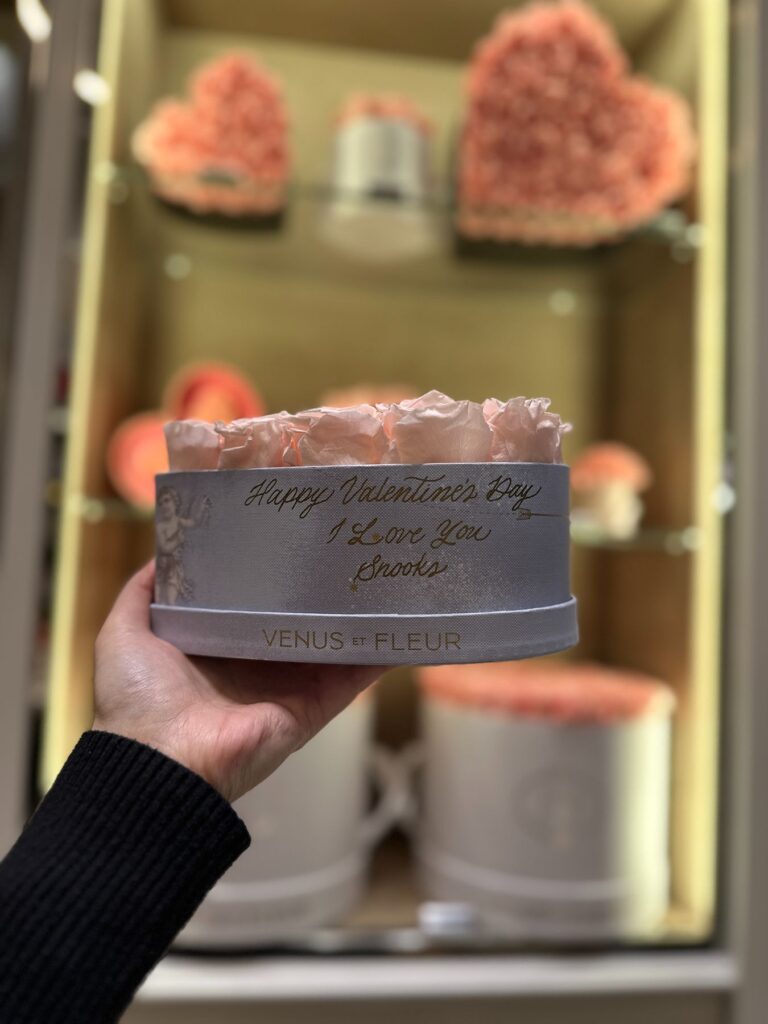 Happy Valentine's Day
I Love You
Snooks
VENUS ET FLEUR